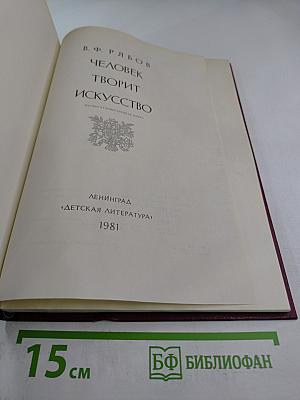 В. Ф. РЯБОВ
ЧЕЛОВЕК
ТВОРИТ
ИСКУССТВО
ЛЕНИНГРАД
«ДЕТСКАЯ ЛИТЕРАТУРА»
1981
15 см
БФ БИБЛИОФАН